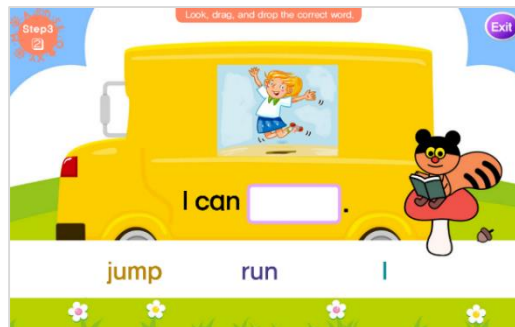 Look, drag, and drop the correct word.
Step3
Exit
I can .
jump run I